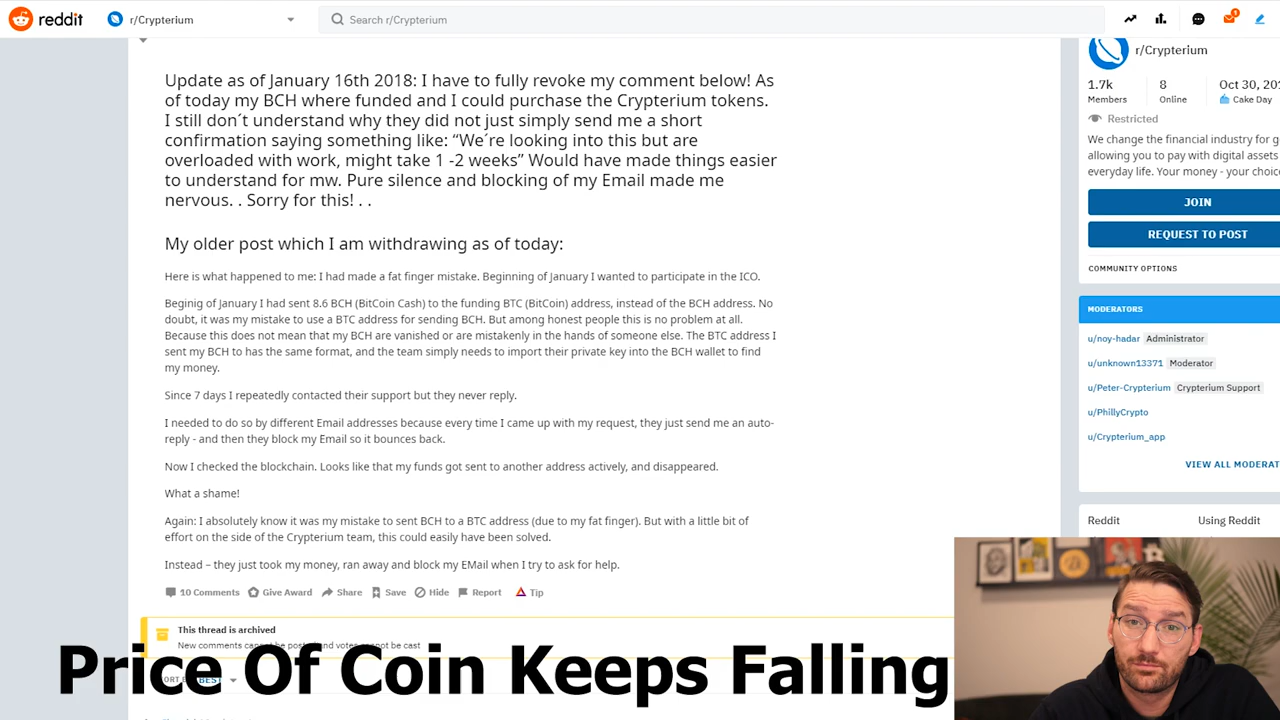 reddit
r/Crypterium
Search r/Crypterium
Update as of January 16th 2018: I have to fully revoke my comment below! As
of today my BCH where funded and I could purchase the Crypterium tokens.
I still don´t understand why they did not just simply send me a short
confirmation saying something like: “We´re looking into this but are
overloaded with work, might take 1 -2 weeks” Would have made things easier
to understand for mw. Pure silence and blocking of my Email made me
nervous. . Sorry for this! . .
My older post which I am withdrawing as of today:
Here is what happened to me: I had made a fat finger mistake. Beginning of January I wanted to participate in the ICO.
Beginig of January I had sent 8.6 BCH (BitCoin Cash) to the funding BTC (BitCoin) address, instead of the BCH address. No
doubt, it was my mistake to use a BTC address for sending BCH. But among honest people this is no problem at all.
Because this does not mean that my BCH are vanished or are mistakenly in the hands of someone else. The BTC address I
sent my BCH to has the same format, and the team simply needs to import their private key into the BCH wallet to find
my money.
Since 7 days I repeatedly contacted their support but they never reply.
I needed to do so by different Email addresses because every time I came up with my request, they just send me an auto-
reply - and then they block my Email so it bounces back.
Now I checked the blockchain. Looks like that my funds got sent to another address actively, and disappeared.
What a shame!
Again: I absolutely know it was my mistake to sent BCH to a BTC address (due to my fat finger). But with a little bit of
effort on the side of the Crypterium team, this could easily have been solved.
Instead – they just took my money, ran away and block my EMail when I try to ask for help.
10 Comments Give Award Share Save Hide Report Tip
This thread is archived
New comments cannot be posted and votes cannot be cast
SORT BY BEST
Price Of Coin Keeps Falling
r/Crypterium
1.7k 8 Oct 30, 201
Members Online Cake Day
Restricted
We change the financial industry for g
allowing you to pay with digital assets
everyday life. Your money - your choic
JOIN
REQUEST TO POST
COMMUNITY OPTIONS
MODERATORS
u/noy-hadar Administrator
u/unknown13371 Moderator
u/Peter-Crypterium Crypterium Support
u/PhillyCrypto
u/Crypterium_app
VIEW ALL MODERAT
Reddit Using Reddit